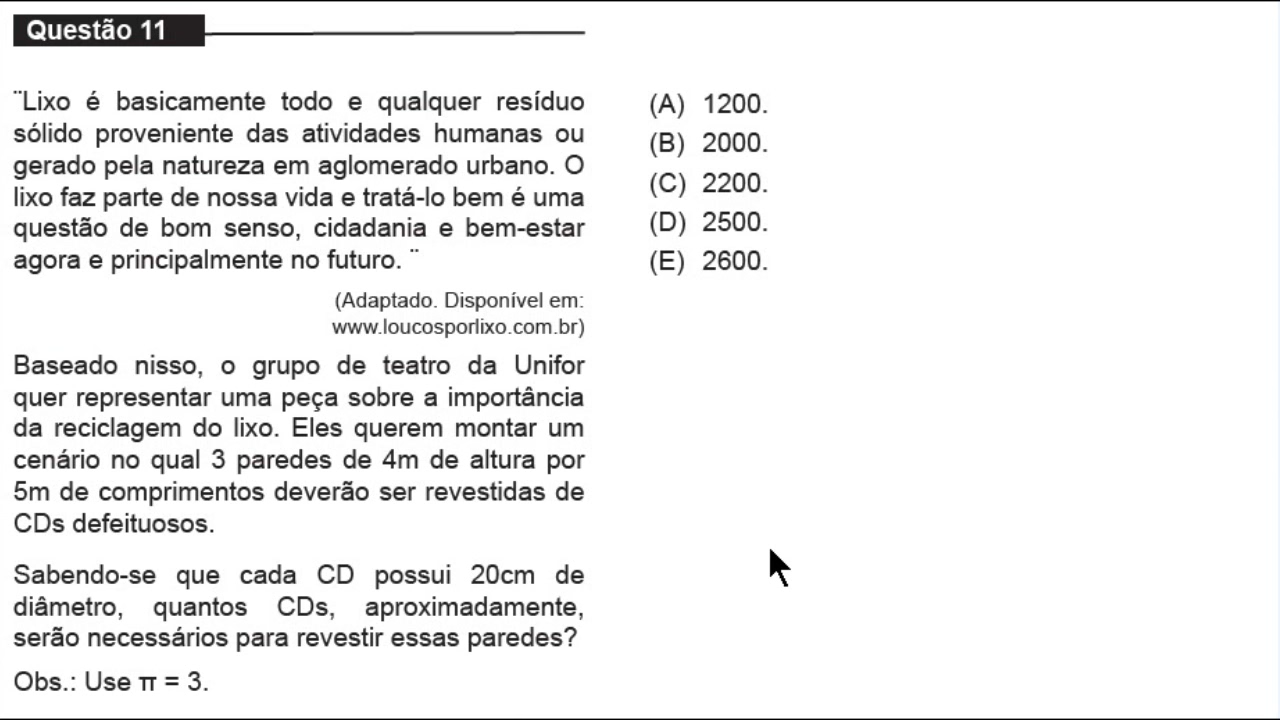 Questão 11
¨Lixo é basicamente todo e qualquer resíduo
sólido proveniente das atividades humanas ou
gerado pela natureza em aglomerado urbano. O
lixo faz parte de nossa vida e tratá-lo bem é uma
questão de bom senso, cidadania e bem-estar
agora e principalmente no futuro. ¨
(Adaptado. Disponível em:
www.loucosporlixo.com.br)
Baseado nisso, o grupo de teatro da Unifor
quer representar uma peça sobre a importância
da reciclagem do lixo. Eles querem montar um
cenário no qual 3 paredes de 4m de altura por
5m de comprimentos deverão ser revestidas de
CDs defeituosos.
Sabendo-se que cada CD possui 20cm de
diâmetro, quantos CDs, aproximadamente,
serão necessários para revestir essas paredes?
Obs.: Use π = 3.
(A) 1200.
(B) 2000.
(C) 2200.
(D) 2500.
(E) 2600.